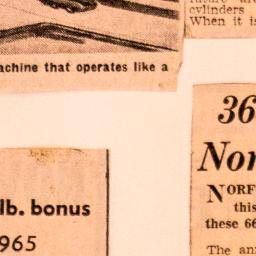 cylinders
When it is
achine that operates like a
36
Nor
NORF
this
these 66
The an
lb. bonus
965